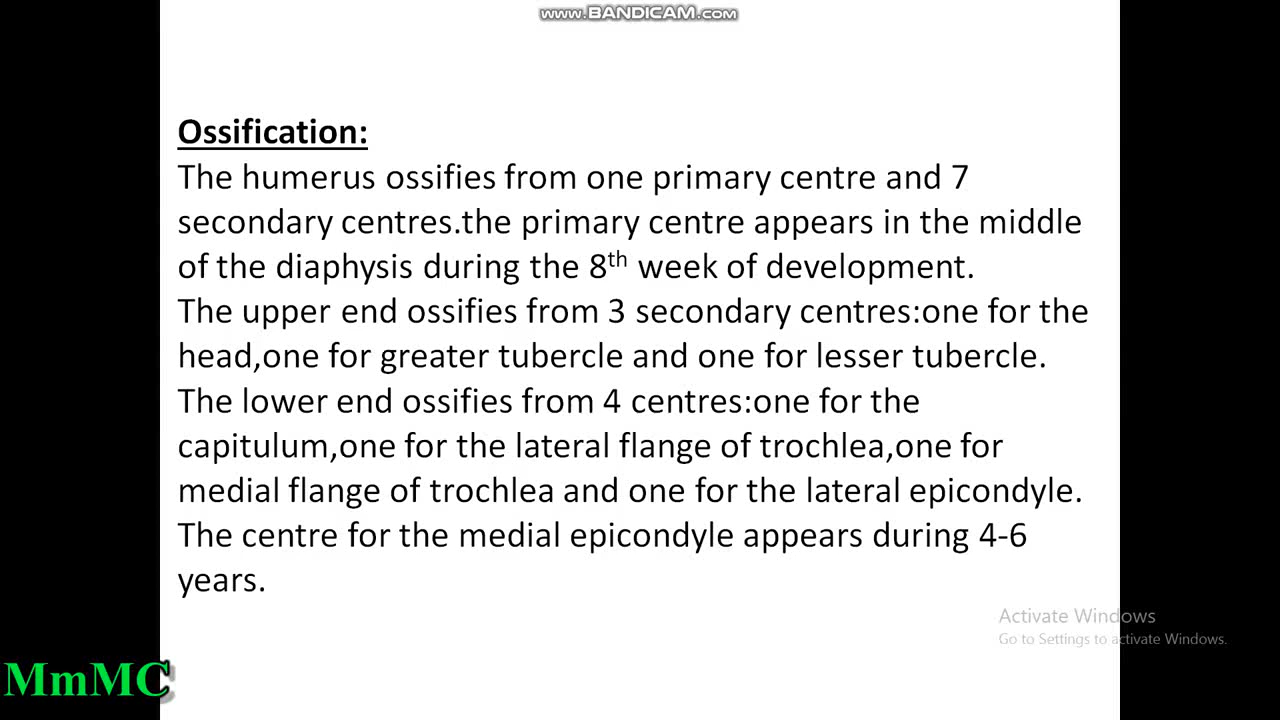 www.BANDICAM.com
Ossification:
The humerus ossifies from one primary centre and 7
secondary centres.the primary centre appears in the middle
of the diaphysis during the 8th week of development.
The upper end ossifies from 3 secondary centres:one for the
head,one for greater tubercle and one for lesser tubercle.
The lower end ossifies from 4 centres:one for the
capitulum,one for the lateral flange of trochlea,one for
medial flange of trochlea and one for the lateral epicondyle.
The centre for the medial epicondyle appears during 4-6
years.
Activate Windows
Go to Settings to activate Windows.
MmMC